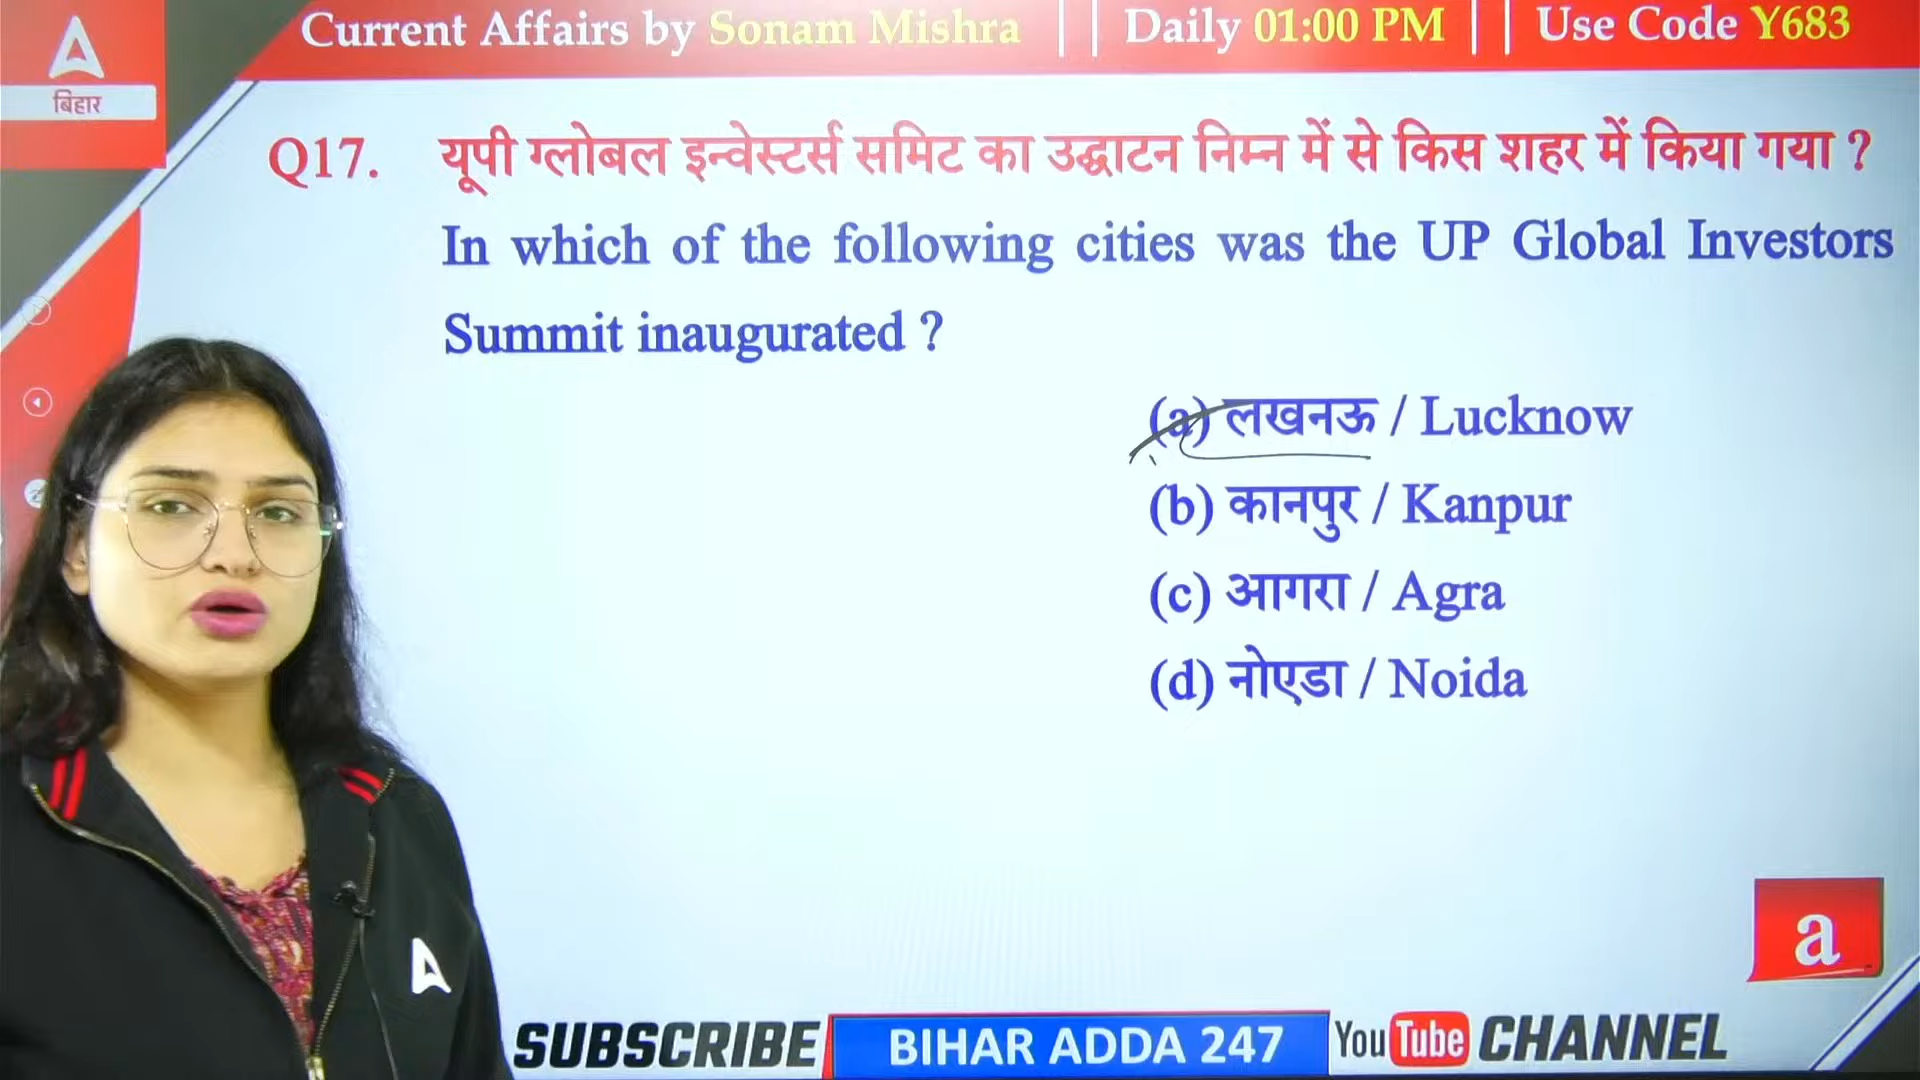 Current Affairs by Sonam Mishra || Daily 01:00 PM || Use Code Y683
बिहार
Q17. यूपी ग्लोबल इन्वेस्टर्स समिट का उद्घाटन निम्न में से किस शहर में किया गया ?
In which of the following cities was the UP Global Investors
Summit inaugurated ?
(a) लखनऊ / Lucknow
(b) कानपुर / Kanpur
(c) आगरा / Agra
(d) नोएडा / Noida
a
SUBSCRIBE BIHAR ADDA 247 YouTube CHANNEL